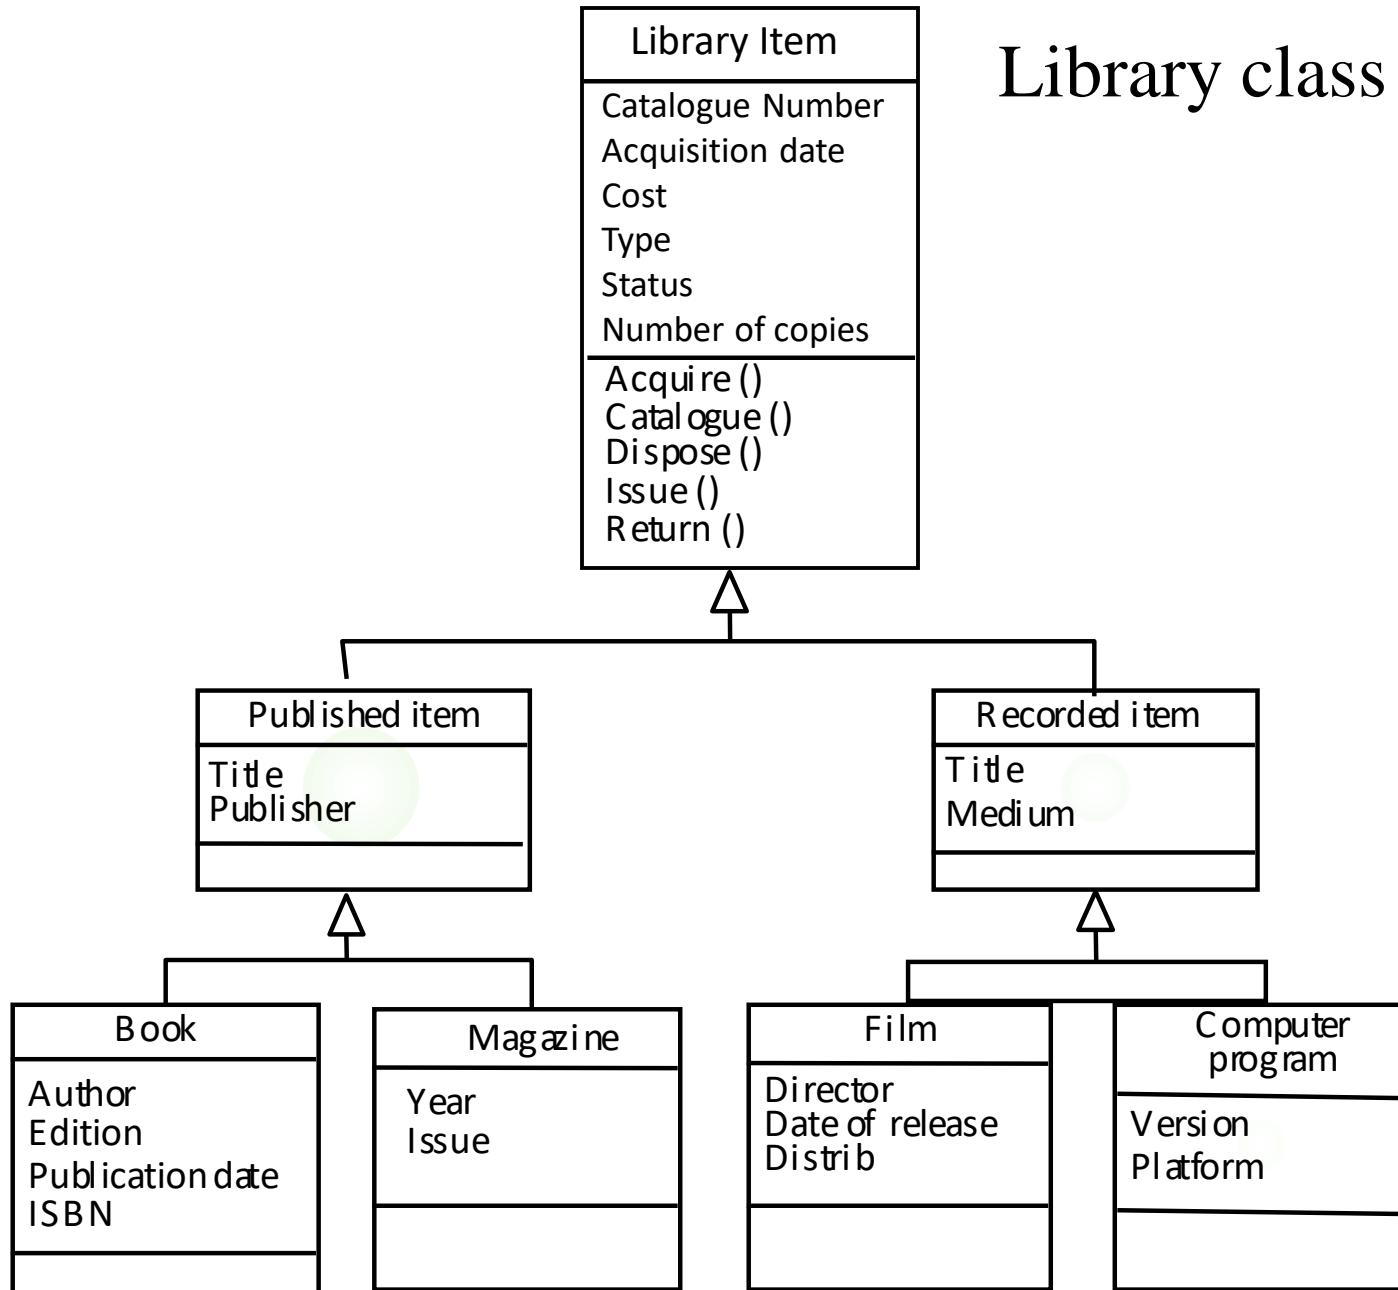 Library class
Library Item
Catalogue Number
Acquisition date
Cost
Type
Status
Number of copies
Acquire ()
Catalogue ()
Dispose ()
Issue ()
Return ()
Published item
Title
Publisher
Recorded item
Title
Medium
Book
Author
Edition
Publication date
ISBN
Magazine
Year
Issue
Film
Director
Date of release
Distrib
Computer
program
Version
Platform